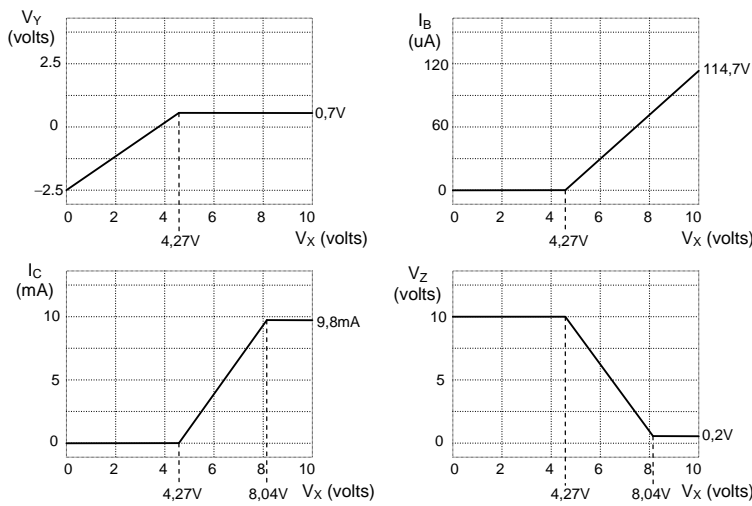 V_Y
(volts)
2.5
0
−2.5
0 2 4 6 8 10
0,7V
4,27V
V_X (volts)
I_B
(uA)
120
60
0
0 2 4 6 8 10
114,7V
4,27V
V_X (volts)
I_C
(mA)
10
5
0
0 2 4 6 8 10
9,8mA
4,27V 8,04V V_X (volts)
V_Z
(volts)
10
5
0
0 2 4 6 8 10
0,2V
4,27V 8,04V V_X (volts)